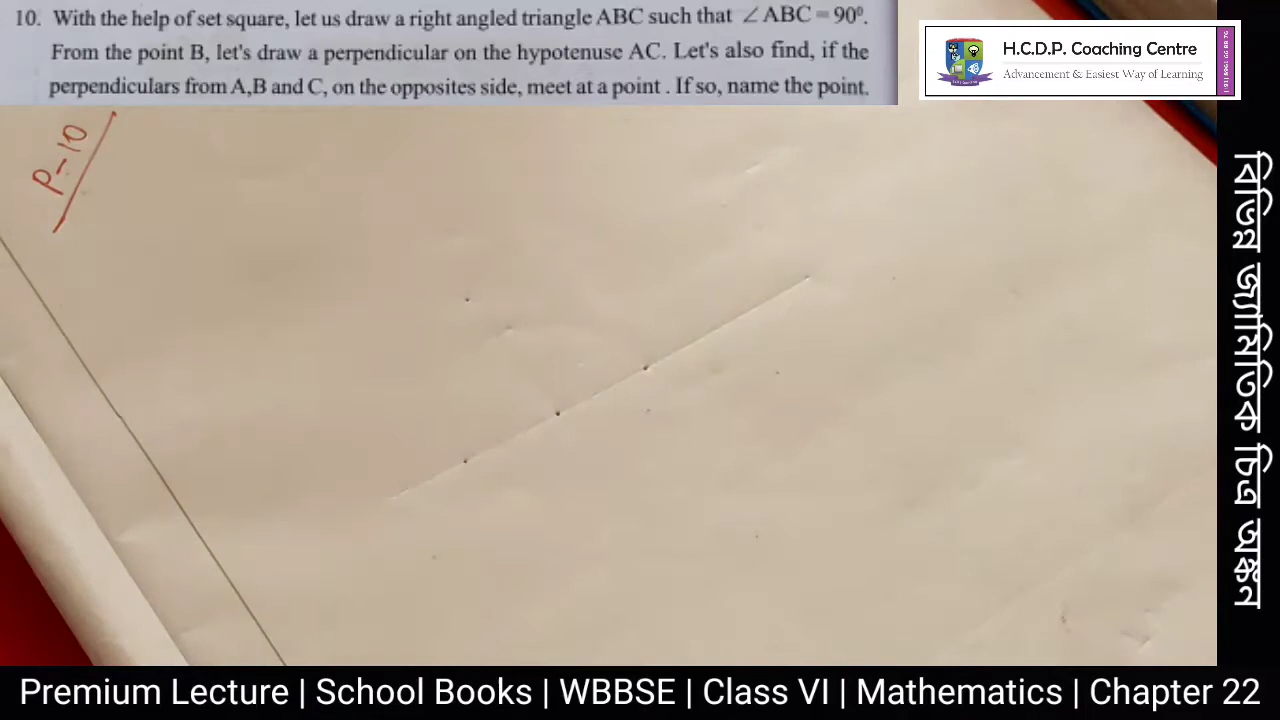 10. With the help of set square, let us draw a right angled triangle ABC such that ∠ABC = 90⁰.
From the point B, let's draw a perpendicular on the hypotenuse AC. Let's also find, if the
perpendiculars from A,B and C, on the opposites side, meet at a point . If so, name the point.
H.C.D.P. Coaching Centre
Advancement & Easiest Way of Learning
P-10
বিভিন্ন জ্যামিতিক চিত্র অঙ্কন
Premium Lecture | School Books | WBBSE | Class VI | Mathematics | Chapter 22